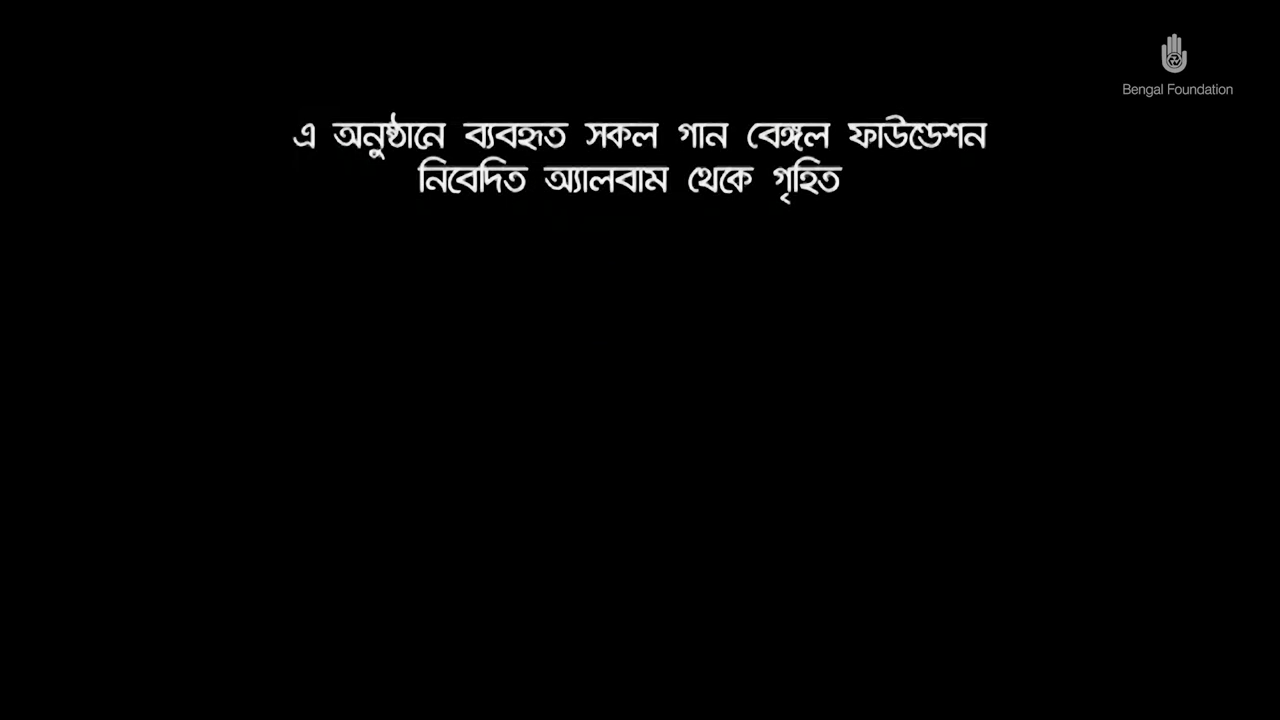 Bengal Foundation
এ অনুষ্ঠানে ব্যবহৃত সকল গান বেঙ্গল ফাউন্ডেশন
নিবেদিত অ্যালবাম থেকে গৃহিত